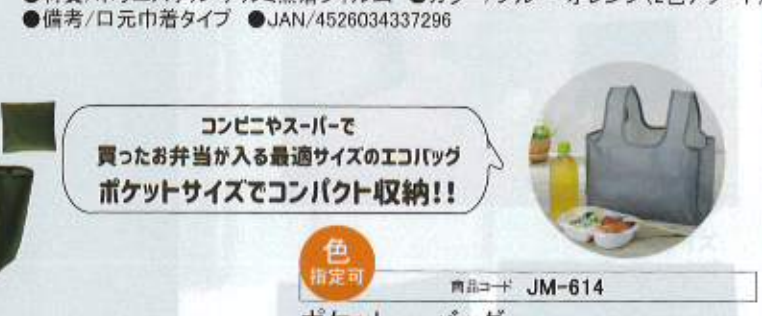 ●備考/口元巾着タイプ ●JAN/4526034337296
コンビニやスーパーで
買ったお弁当が入る最適サイズのエコバッグ
ポケットサイズでコンパクト収納!!
色
指定可
商品コード JM-614